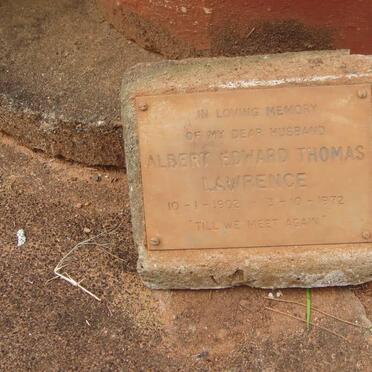 IN LOVING MEMORY
OF MY DEAR HUSBAND
ALBERT EDWARD THOMAS
LAWRENCE
10-1-1902 - 3-10-1972
"TILL WE MEET AGAIN"